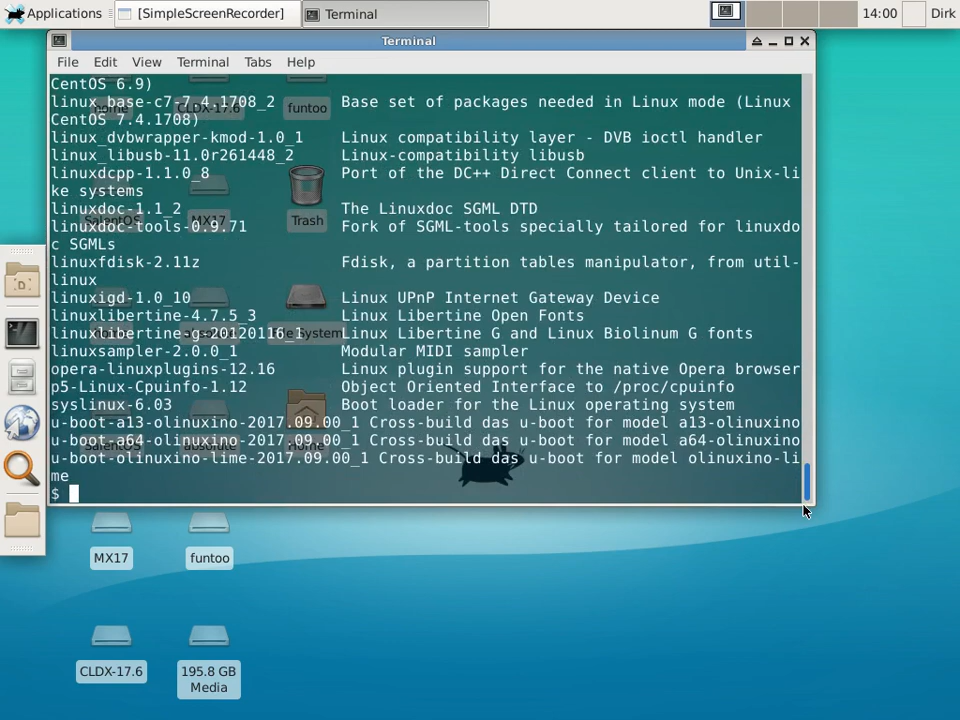 Applications
[SimpleScreenRecorder]
Terminal
14:00
Dirk
Terminal
File Edit View Terminal Tabs Help
CentOS 6.9)
linux_base-c7-7.4.1708_2 Base set of packages needed in Linux mode (Linux
CentOS 7.4.1708)
linux_dvbwrapper-kmod-1.0_1 Linux compatibility layer - DVB ioctl handler
linux_libusb-11.0r261448_2 Linux-compatibility libusb
linuxdcpp-1.1.0_8 Port of the DC++ Direct Connect client to Unix-li
ke systems
linuxdoc-1.1_2 The Linuxdoc SGML DTD
linuxdoc-tools-0.9.71 Fork of SGML-tools specially tailored for linuxdo
c SGMLs
linuxfdisk-2.11z Fdisk, a partition tables manipulator, from util-
linux
linuxigd-1.0_10 Linux UPnP Internet Gateway Device
linuxlibertine-4.7.5_3 Linux Libertine Open Fonts
linuxlibertine-g-20120116_1 Linux Libertine G and Linux Biolinum G fonts
linuxsampler-2.0.0_1 Modular MIDI sampler
opera-linuxplugins-12.16 Linux plugin support for the native Opera browser
p5-Linux-Cpuinfo-1.12 Object Oriented Interface to /proc/cpuinfo
syslinux-6.03 Boot loader for the Linux operating system
u-boot-a13-olinuxino-2017.09.00_1 Cross-build das u-boot for model a13-olinuxino
u-boot-a64-olinuxino-2017.09.00_1 Cross-build das u-boot for model a64-olinuxino
u-boot-olinuxino-lime-2017.09.00_1 Cross-build das u-boot for model olinuxino-li
me
$
home
CLDX-17.6
funtoo
SalentOS
MX17
Trash
absolute
File System
SalentOS
absolute
home
MX17
funtoo
CLDX-17.6
195.8 GB
Media